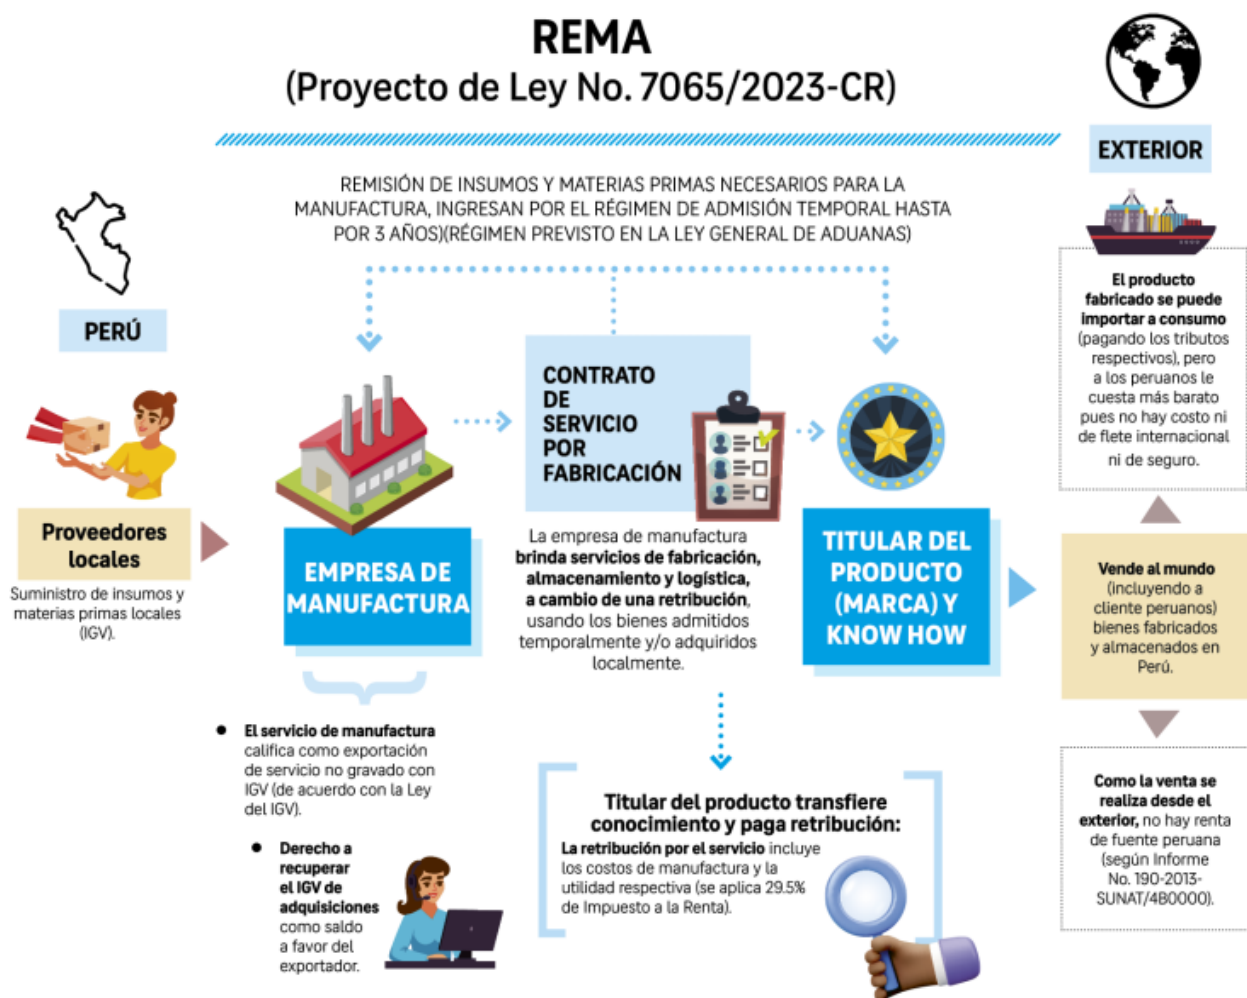 REMA
(Proyecto de Ley No. 7065/2023-CR)
EXTERIOR
REMISIÓN DE INSUMOS Y MATERIAS PRIMAS NECESARIOS PARA LA
MANUFACTURA, INGRESAN POR EL RÉGIMEN DE ADMISIÓN TEMPORAL HASTA
POR 3 AÑOS)(RÉGIMEN PREVISTO EN LA LEY GENERAL DE ADUANAS)
PERÚ
Proveedores
locales
Suministro de insumos y
materias primas locales
(IGV).
EMPRESA DE
MANUFACTURA
CONTRATO
DE
SERVICIO
POR
FABRICACIÓN
La empresa de manufactura
brinda servicios de fabricación,
almacenamiento y logística,
a cambio de una retribución,
usando los bienes admitidos
temporalmente y/o adquiridos
localmente.
TITULAR DEL
PRODUCTO
(MARCA) Y
KNOW HOW
El producto
fabricado se puede
importar a consumo
(pagando los tributos
respectivos), pero
a los peruanos le
cuesta más barato
pues no hay costo ni
de flete internacional
ni de seguro.
Vende al mundo
(incluyendo a
cliente peruanos)
bienes fabricados
y almacenados en
Perú.
Como la venta se
realiza desde el
exterior, no hay renta
de fuente peruana
(según Informe
No. 190-2013-
SUNAT/4B0000).
● El servicio de manufactura
califica como exportación
de servicio no gravado con
IGV (de acuerdo con la Ley
del IGV).
● Derecho a
recuperar
el IGV de
adquisiciones
como saldo
a favor del
exportador.
Titular del producto transfiere
conocimiento y paga retribución:
La retribución por el servicio incluye
los costos de manufactura y la
utilidad respectiva (se aplica 29.5%
de Impuesto a la Renta).